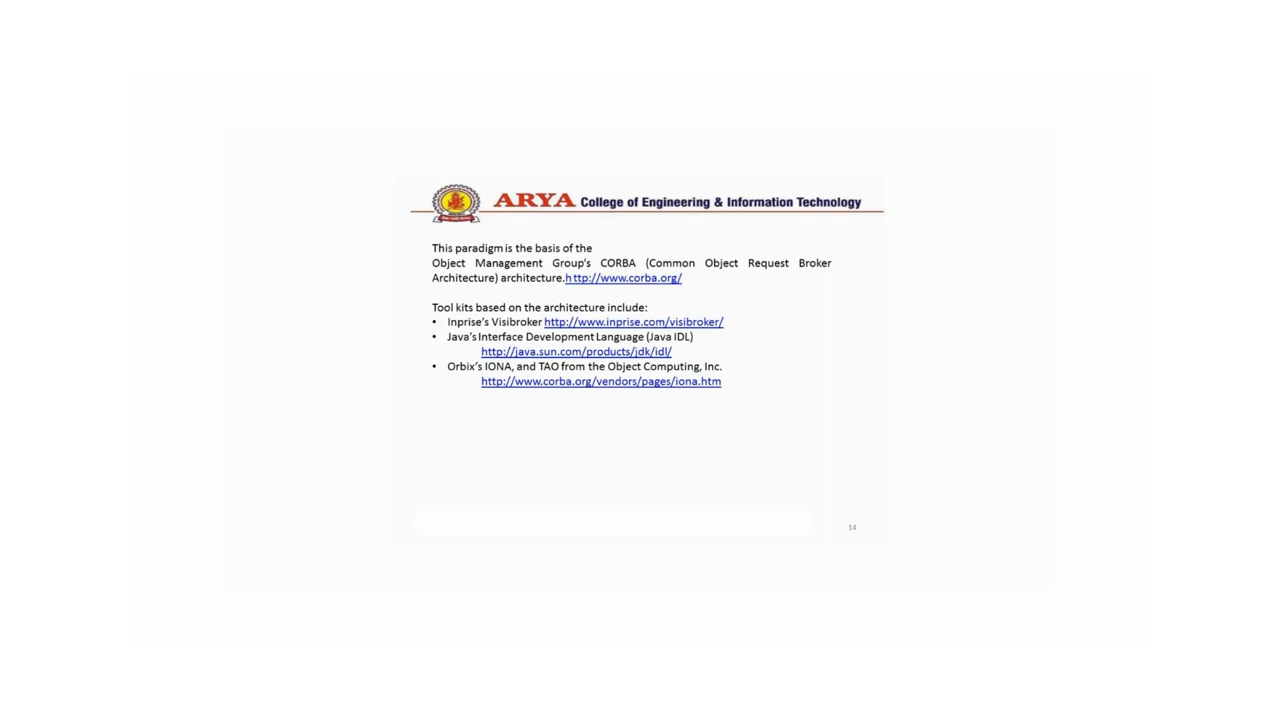 ARYA College of Engineering & Information Technology
This paradigm is the basis of the
Object Management Group's CORBA (Common Object Request Broker
Architecture) architecture.http://www.corba.org/
Tool kits based on the architecture include:
• Inprise's Visibroker http://www.inprise.com/visibroker/
• Java's Interface Development Language (Java IDL)
http://java.sun.com/products/jdk/idl/
• Orbix's IONA, and TAO from the Object Computing, Inc.
http://www.corba.org/vendors/pages/iona.htm
14